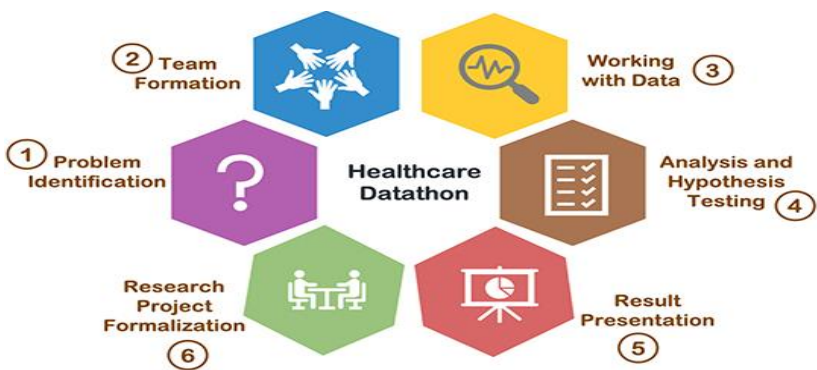 Healthcare
Datathon
1 Problem
Identification
2 Team
Formation
Working
with Data 3
Analysis and
Hypothesis
Testing 4
Result
Presentation
5
Research
Project
Formalization
6